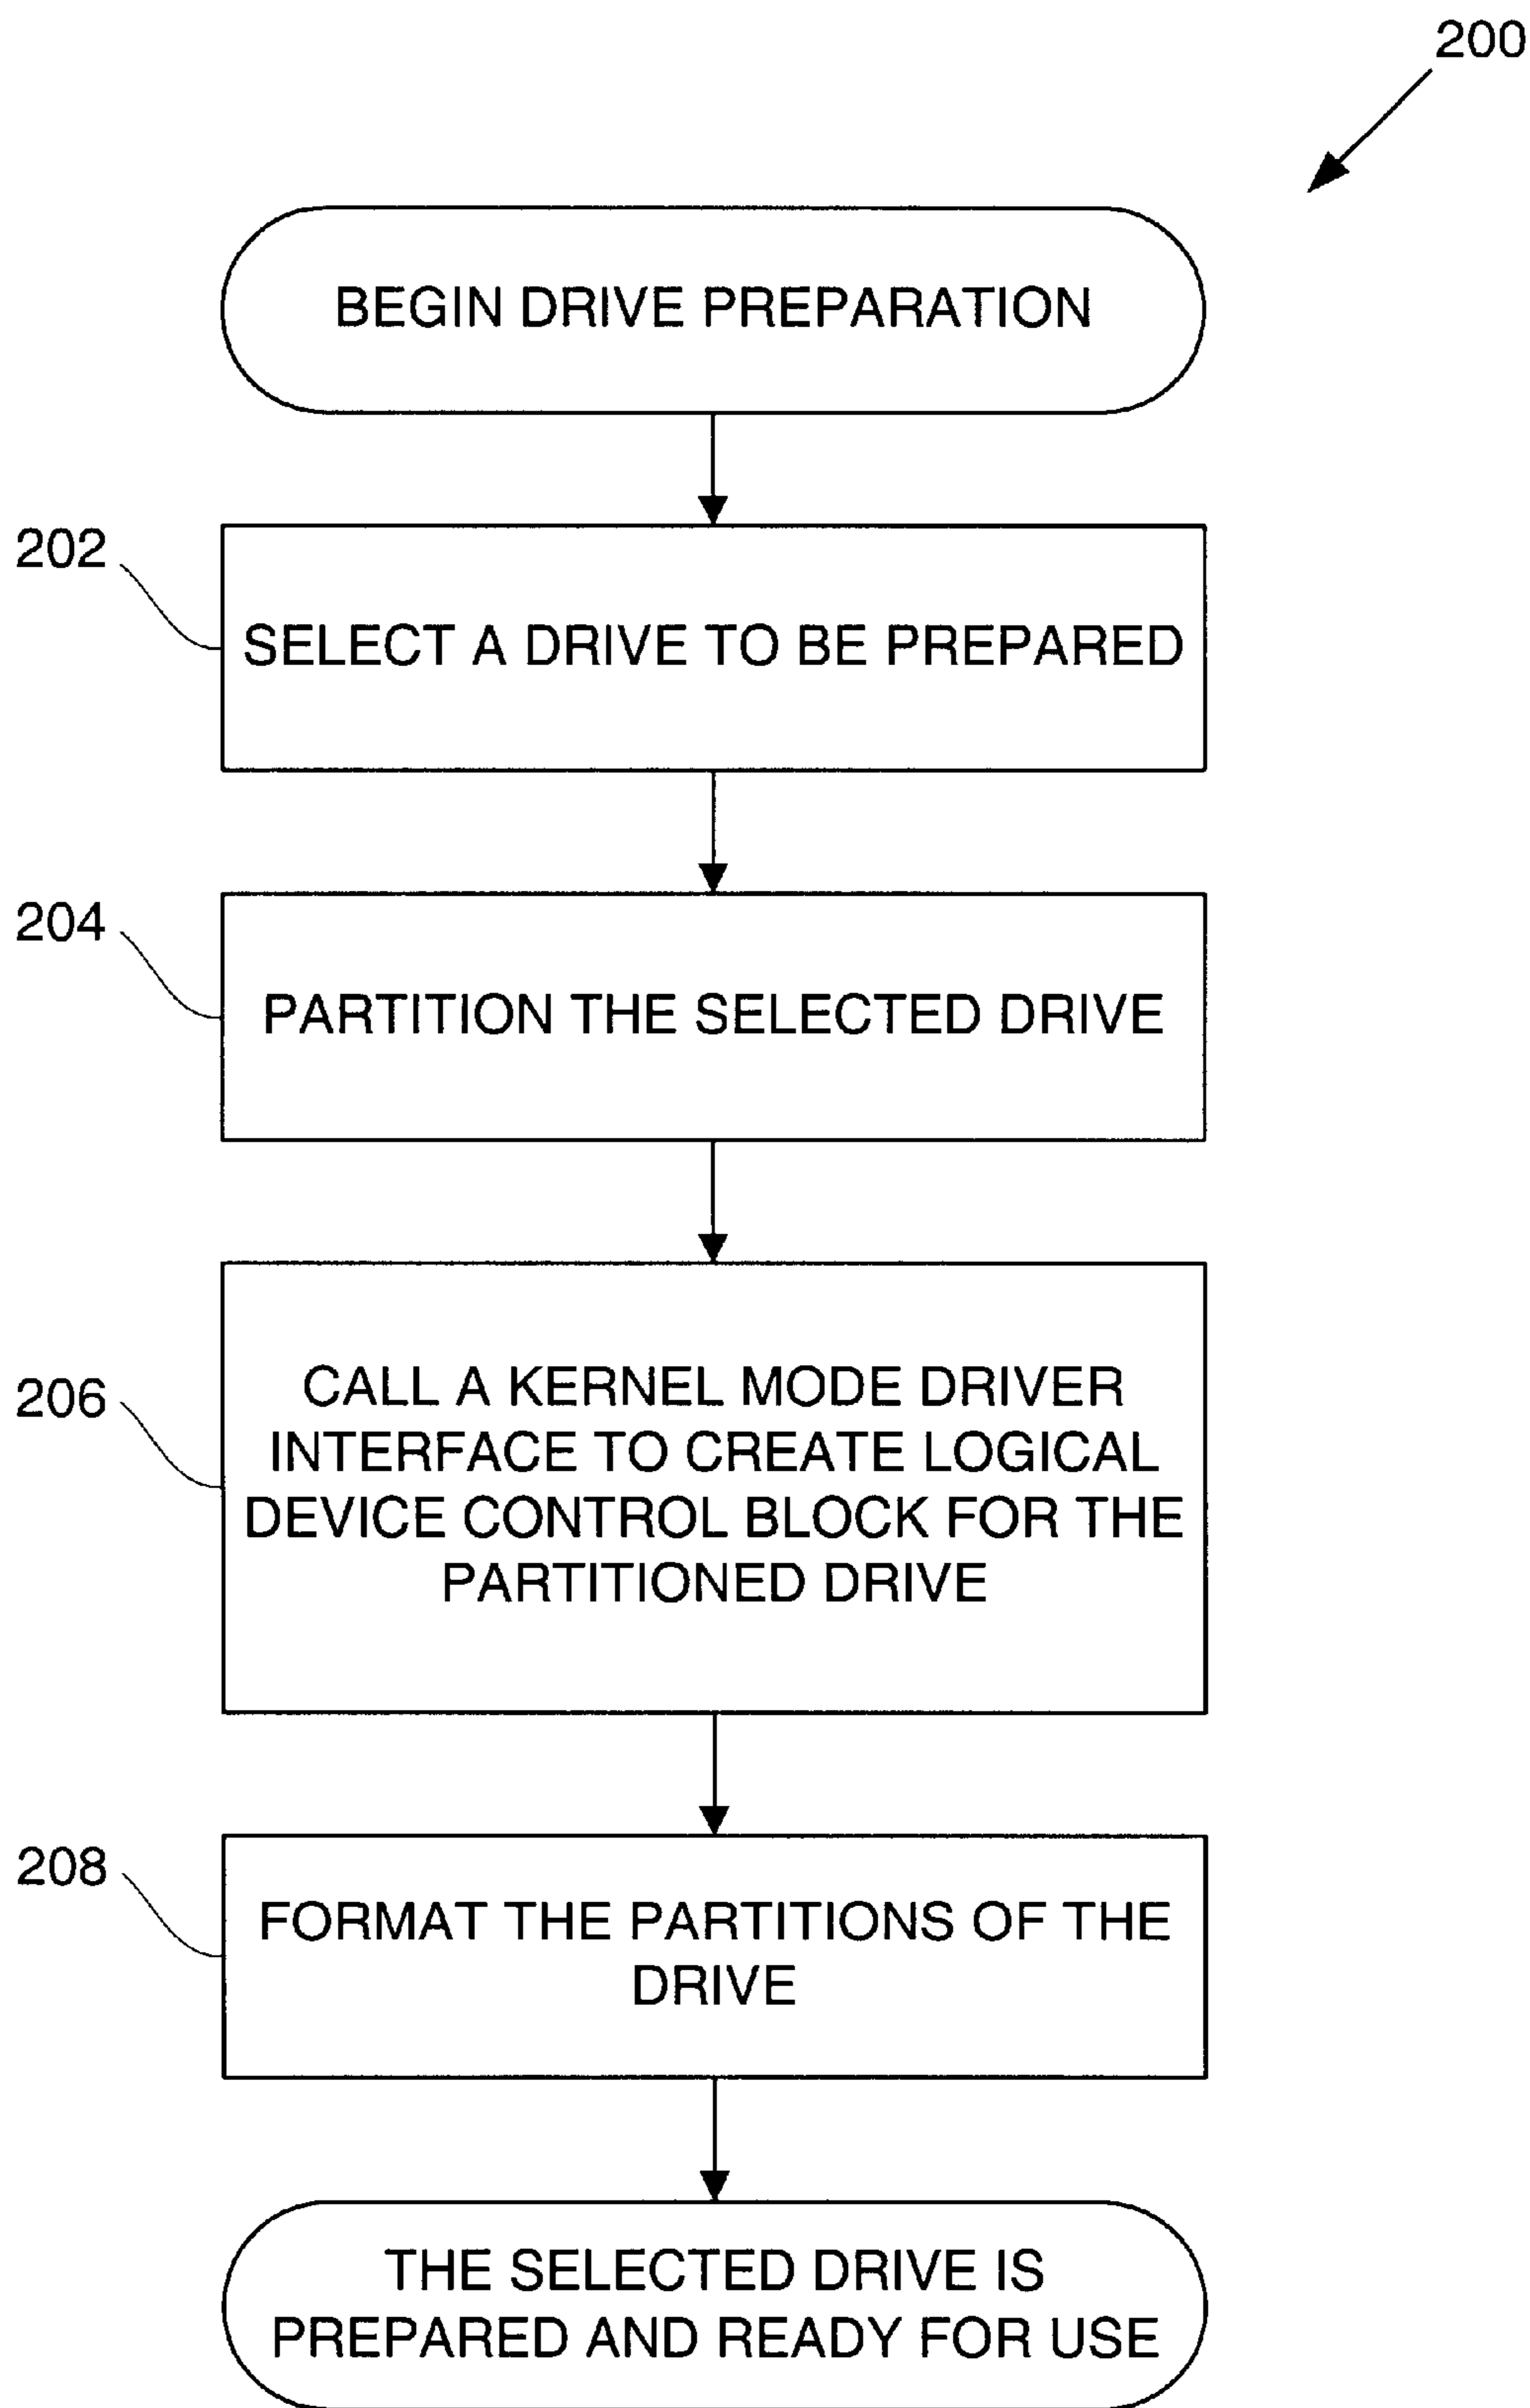 200
BEGIN DRIVE PREPARATION
202
SELECT A DRIVE TO BE PREPARED
204
PARTITION THE SELECTED DRIVE
206
CALL A KERNEL MODE DRIVER
INTERFACE TO CREATE LOGICAL
DEVICE CONTROL BLOCK FOR THE
PARTITIONED DRIVE
208
FORMAT THE PARTITIONS OF THE
DRIVE
THE SELECTED DRIVE IS
PREPARED AND READY FOR USE